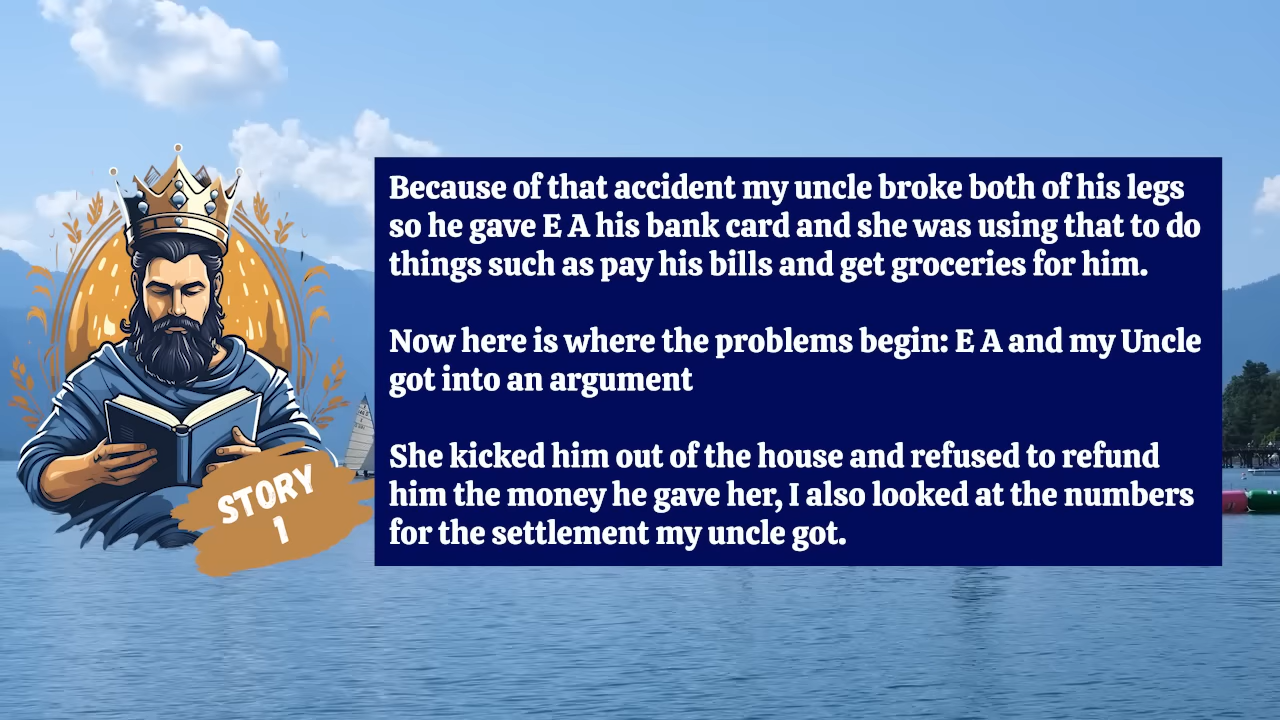 Because of that accident my uncle broke both of his legs
so he gave E A his bank card and she was using that to do
things such as pay his bills and get groceries for him.
Now here is where the problems begin: E A and my Uncle
got into an argument
She kicked him out of the house and refused to refund
him the money he gave her, I also looked at the numbers
for the settlement my uncle got.
STORY
1